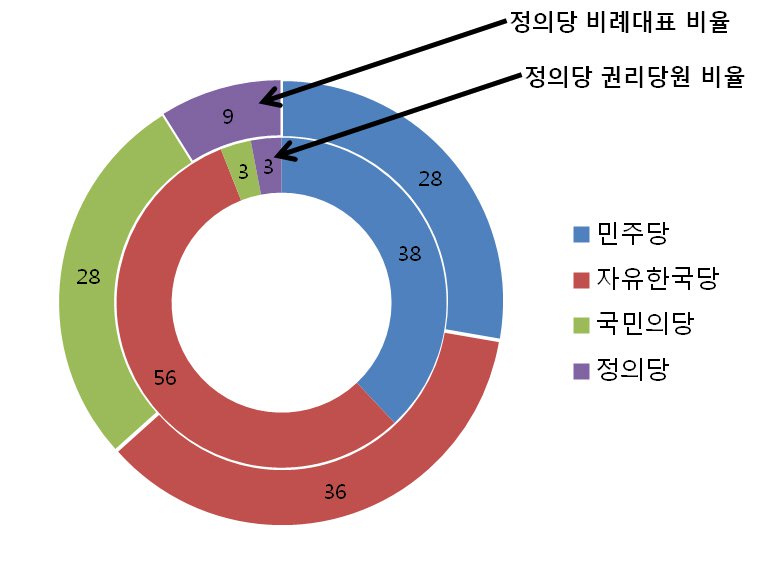 정의당 비례대표 비율
정의당 권리당원 비율
9
3
3
28
38
28
56
36
민주당
자유한국당
국민의당
정의당